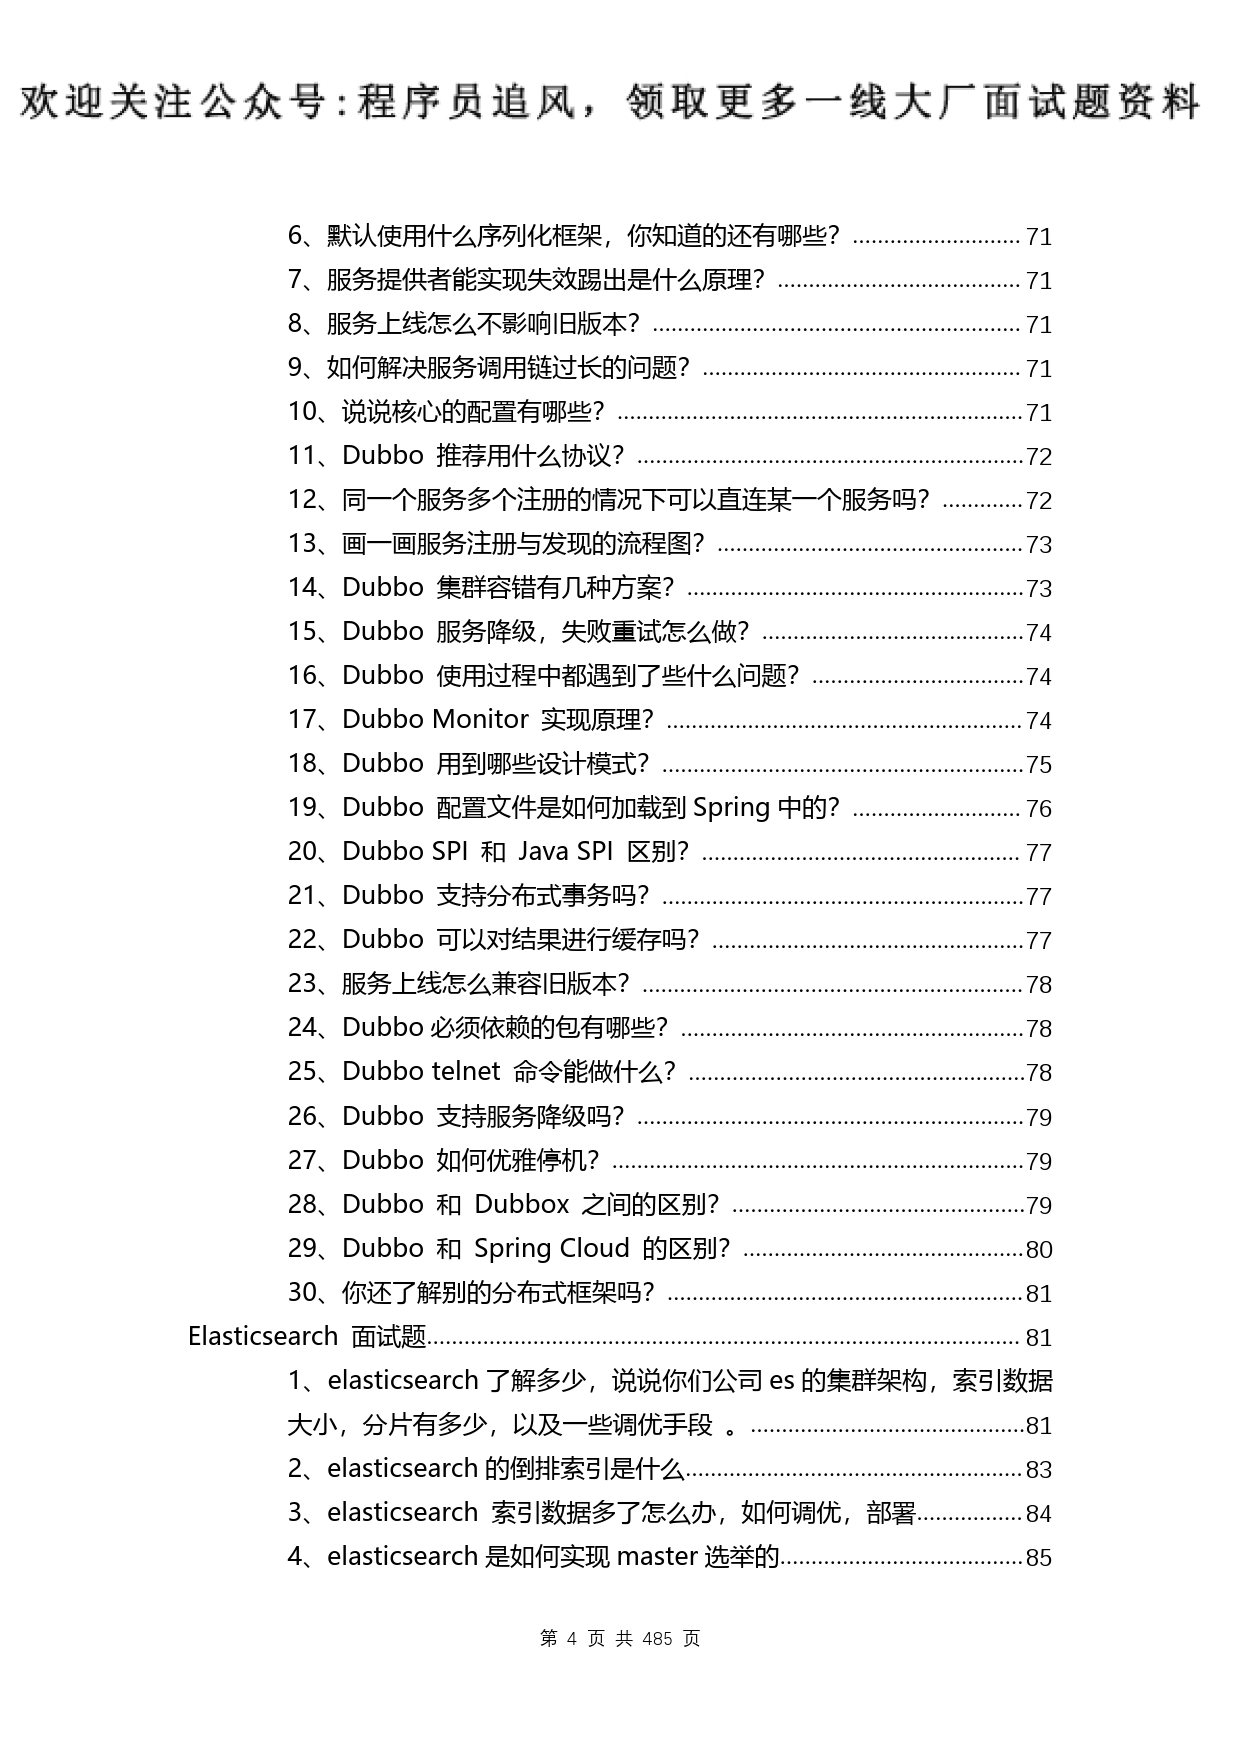 欢迎关注公众号:程序员追风，领取更多一线大厂面试题资料
6、默认使用什么序列化框架，你知道的还有哪些？ 71
7、服务提供者能实现失效踢出是什么原理？ 71
8、服务上线怎么不影响旧版本？ 71
9、如何解决服务调用链过长的问题？ 71
10、说说核心的配置有哪些？ 71
11、Dubbo 推荐用什么协议？ 72
12、同一个服务多个注册的情况下可以直连某一个服务吗？ 72
13、画一画服务注册与发现的流程图？ 73
14、Dubbo 集群容错有几种方案？ 73
15、Dubbo 服务降级，失败重试怎么做？ 74
16、Dubbo 使用过程中都遇到了些什么问题？ 74
17、Dubbo Monitor 实现原理？ 74
18、Dubbo 用到哪些设计模式？ 75
19、Dubbo 配置文件是如何加载到 Spring 中的？ 76
20、Dubbo SPI 和 Java SPI 区别？ 77
21、Dubbo 支持分布式事务吗？ 77
22、Dubbo 可以对结果进行缓存吗？ 77
23、服务上线怎么兼容旧版本？ 78
24、Dubbo 必须依赖的包有哪些？ 78
25、Dubbo telnet 命令能做什么？ 78
26、Dubbo 支持服务降级吗？ 79
27、Dubbo 如何优雅停机？ 79
28、Dubbo 和 Dubbox 之间的区别？ 79
29、Dubbo 和 Spring Cloud 的区别？ 80
30、你还了解别的分布式框架吗？ 81
Elasticsearch 面试题 81
1、elasticsearch 了解多少，说说你们公司 es 的集群架构，索引数据
大小，分片有多少，以及一些调优手段 。 81
2、elasticsearch 的倒排索引是什么 83
3、elasticsearch 索引数据多了怎么办，如何调优，部署 84
4、elasticsearch 是如何实现 master 选举的 85
第 4 页 共 485 页